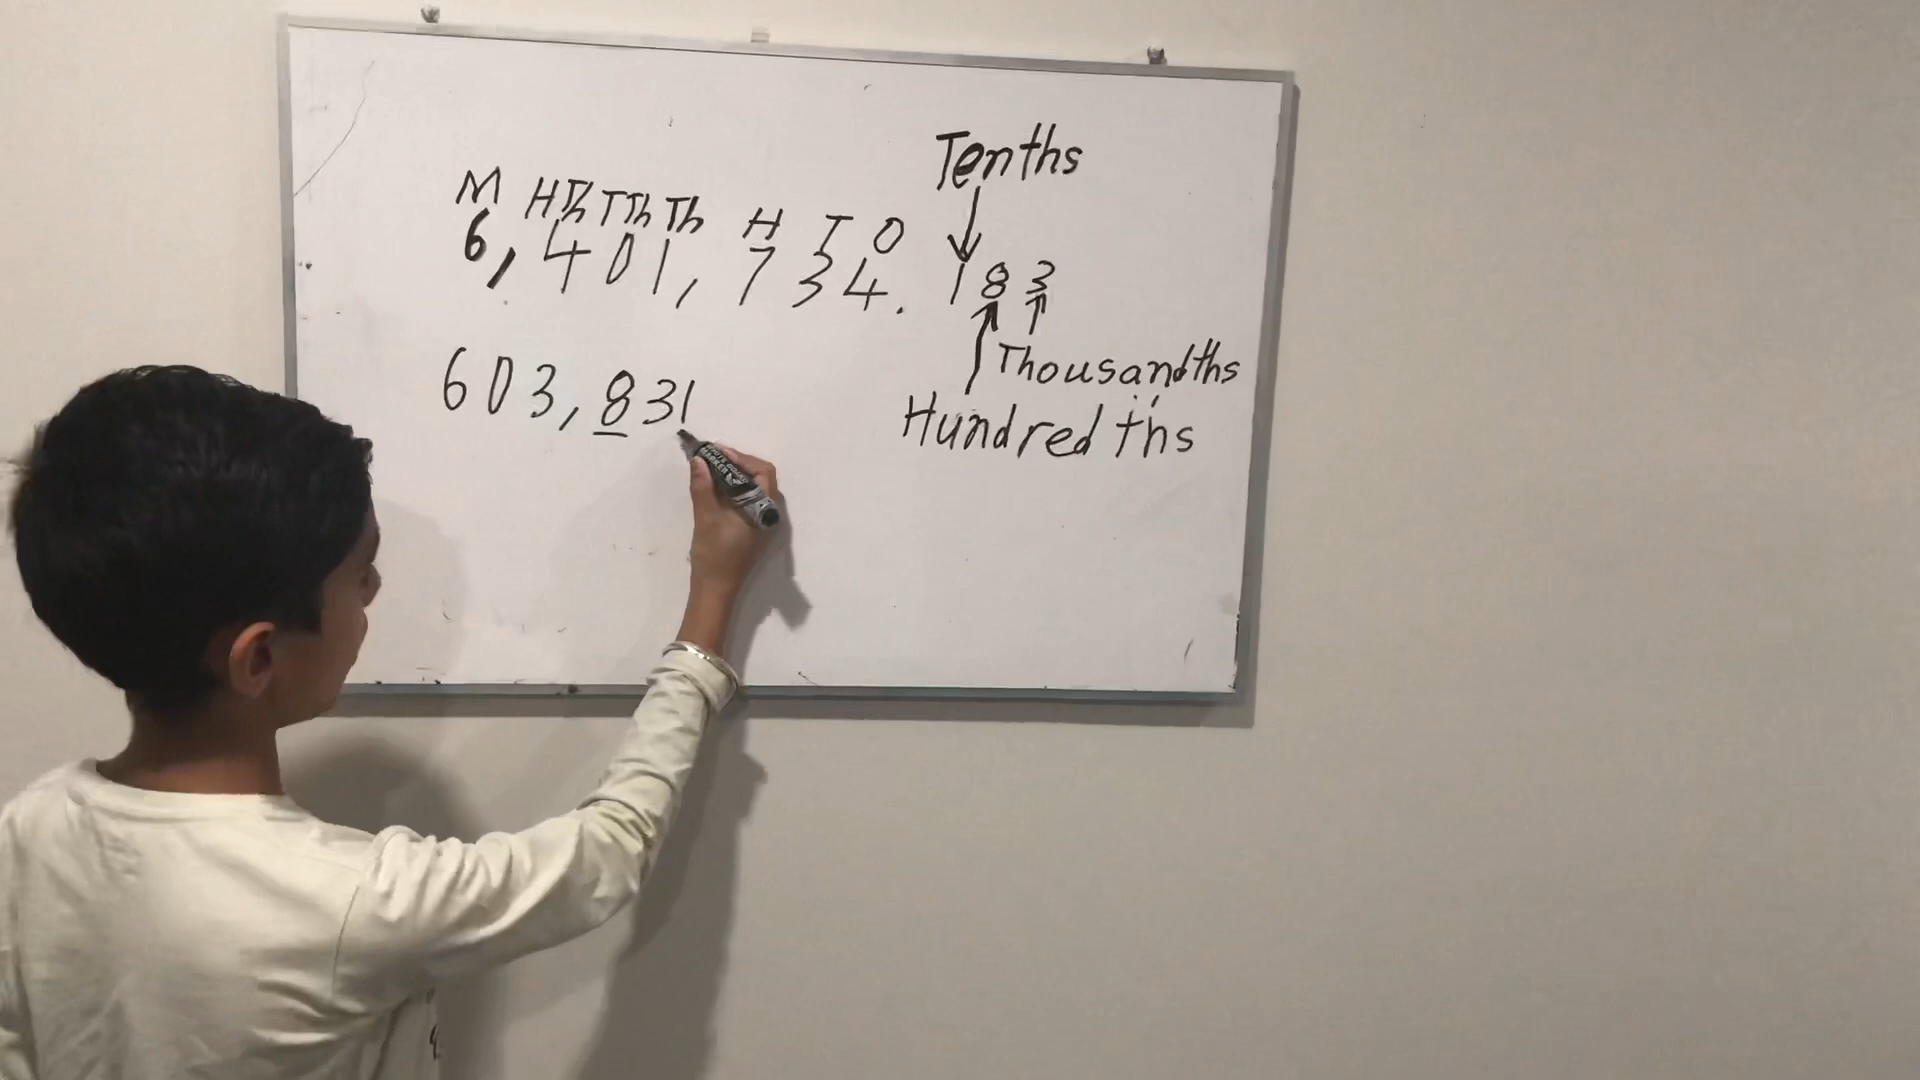 Tenths
M HTh TTh Th H T O
6,401,734.183
Thousandths
603,831
Hundredths